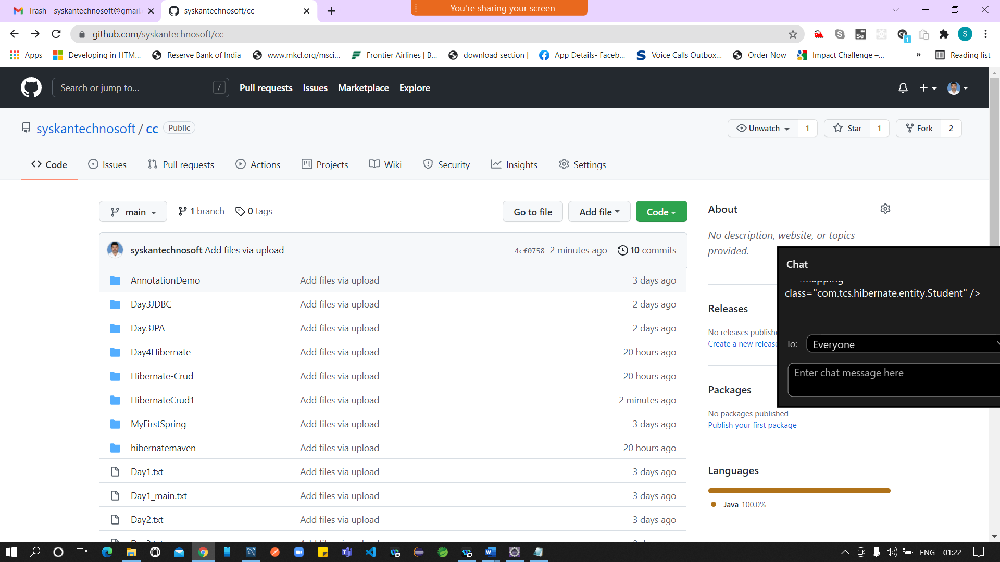 Trash - syskantechnosoft@gmail.
syskantechnosoft/cc
You're sharing your screen
github.com/syskantechnosoft/cc
Se
CY
1
S
Apps
Developing in HTM...
Reserve Bank of India
www.mkcl.org/msci...
Frontier Airlines | B...
download section |
App Details- Faceb...
Voice Calls Outbox...
Order Now
Impact Challenge –...
»
Reading list
Search or jump to...
/
Pull requests
Issues
Marketplace
Explore
syskantechnosoft / cc
Public
Unwatch
1
Star
1
Fork
2
Code
Issues
Pull requests
Actions
Projects
Wiki
Security
Insights
Settings
main
1 branch
0 tags
Go to file
Add file
Code
About
No description, website, or topics
provided.
syskantechnosoft Add files via upload
4cf0758 2 minutes ago
10 commits
AnnotationDemo Add files via upload 3 days ago
Day3JDBC Add files via upload 2 days ago
Day3JPA Add files via upload 2 days ago
Day4Hibernate Add files via upload 20 hours ago
Hibernate-Crud Add files via upload 20 hours ago
HibernateCrud1 Add files via upload 2 minutes ago
MyFirstSpring Add files via upload 3 days ago
hibernatemaven Add files via upload 20 hours ago
Day1.txt Add files via upload 3 days ago
Day1_main.txt Add files via upload 3 days ago
Day2.txt Add files via upload 3 days ago
Chat
<mapping
class="com.tcs.hibernate.entity.Student" />
To:
Everyone
Enter chat message here
Releases
No releases publishe
Create a new release
Packages
No packages published
Publish your first package
Languages
Java 100.0%
ENG
01:22